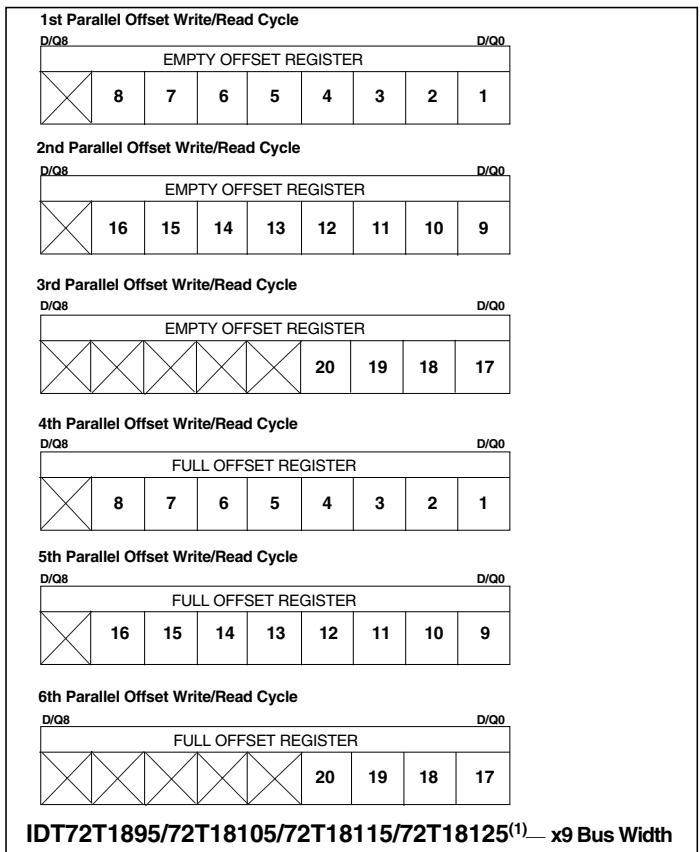 1st Parallel Offset Write/Read Cycle
D/Q8 D/Q0
EMPTY OFFSET REGISTER
8 7 6 5 4 3 2 1
2nd Parallel Offset Write/Read Cycle
D/Q8 D/Q0
EMPTY OFFSET REGISTER
16 15 14 13 12 11 10 9
3rd Parallel Offset Write/Read Cycle
D/Q8 D/Q0
EMPTY OFFSET REGISTER
20 19 18 17
4th Parallel Offset Write/Read Cycle
D/Q8 D/Q0
FULL OFFSET REGISTER
8 7 6 5 4 3 2 1
5th Parallel Offset Write/Read Cycle
D/Q8 D/Q0
FULL OFFSET REGISTER
16 15 14 13 12 11 10 9
6th Parallel Offset Write/Read Cycle
D/Q8 D/Q0
FULL OFFSET REGISTER
20 19 18 17
IDT72T1895/72T18105/72T18115/72T18125(1)— x9 Bus Width